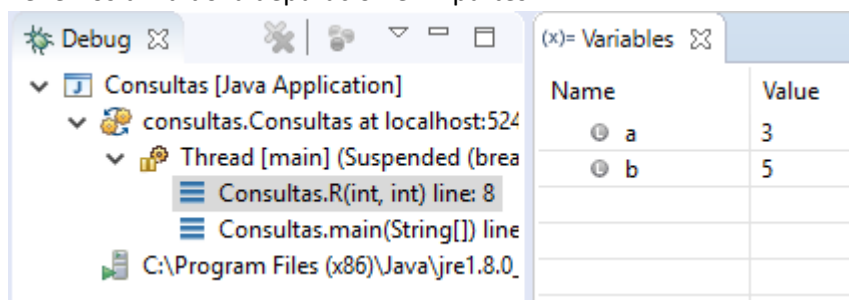 Debug
(x)= Variables
Consultas [Java Application]
consultas.Consultas at localhost:524
Thread [main] (Suspended (brea
Consultas.R(int, int) line: 8
Consultas.main(String[]) line
C:\Program Files (x86)\Java\jre1.8.0_
Name Value
a 3
b 5